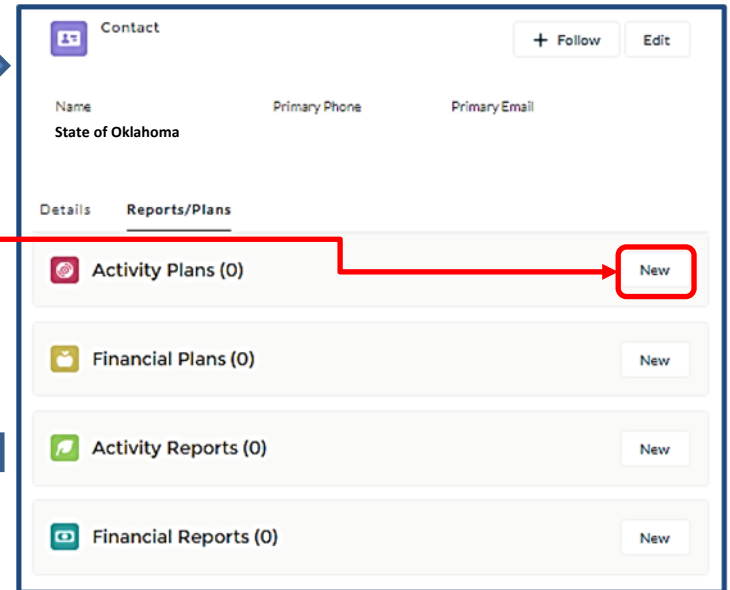 Contact
+ Follow Edit
Name Primary Phone Primary Email
State of Oklahoma
Details Reports/Plans
Activity Plans (0) New
Financial Plans (0) New
Activity Reports (0) New
Financial Reports (0) New